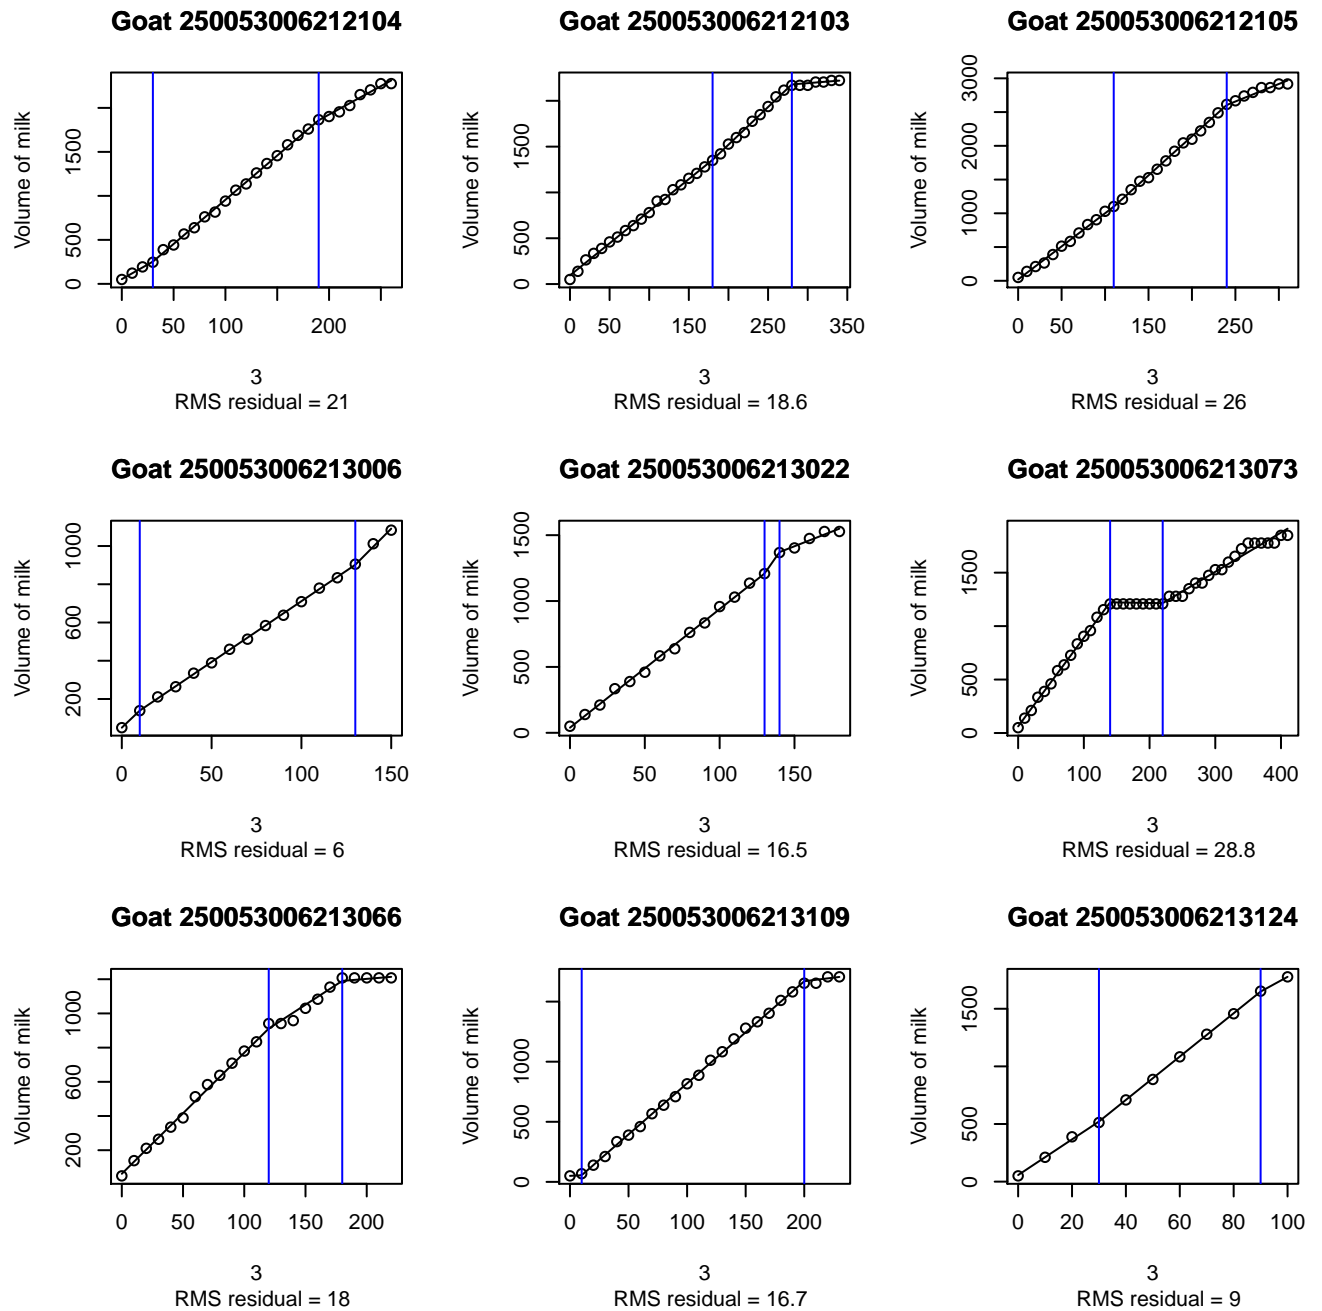 Goat 250053006212104
Volume of milk
0 500 1500
0 50 100 200
3
RMS residual = 21
Goat 250053006212103
Volume of milk
0 500 1500
0 50 150 250 350
3
RMS residual = 18.6
Goat 250053006212105
Volume of milk
0 1000 2000 3000
0 50 150 250
3
RMS residual = 26
Goat 250053006213006
Volume of milk
200 600 1000
0 50 100 150
3
RMS residual = 6
Goat 250053006213022
Volume of milk
0 500 1000 1500
0 50 100 150
3
RMS residual = 16.5
Goat 250053006213073
Volume of milk
0 500 1500
0 100 200 300 400
3
RMS residual = 28.8
Goat 250053006213066
Volume of milk
200 600 1000
0 50 100 150 200
3
RMS residual = 18
Goat 250053006213109
Volume of milk
0 500 1000
0 50 100 150 200
3
RMS residual = 16.7
Goat 250053006213124
Volume of milk
0 500 1500
0 20 40 60 80 100
3
RMS residual = 9